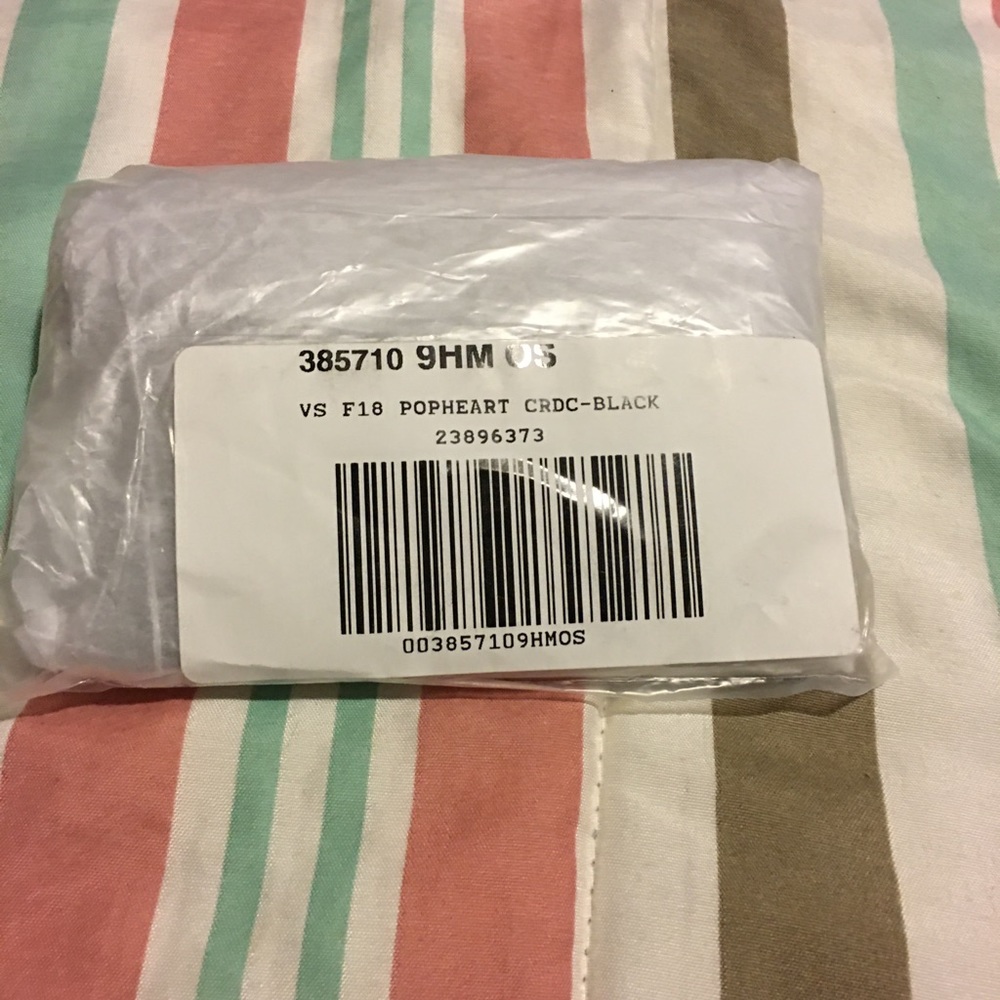 385710 9HM OS
VS F18 POPHEART CRDC-BLACK
23896373
003857109HMOS